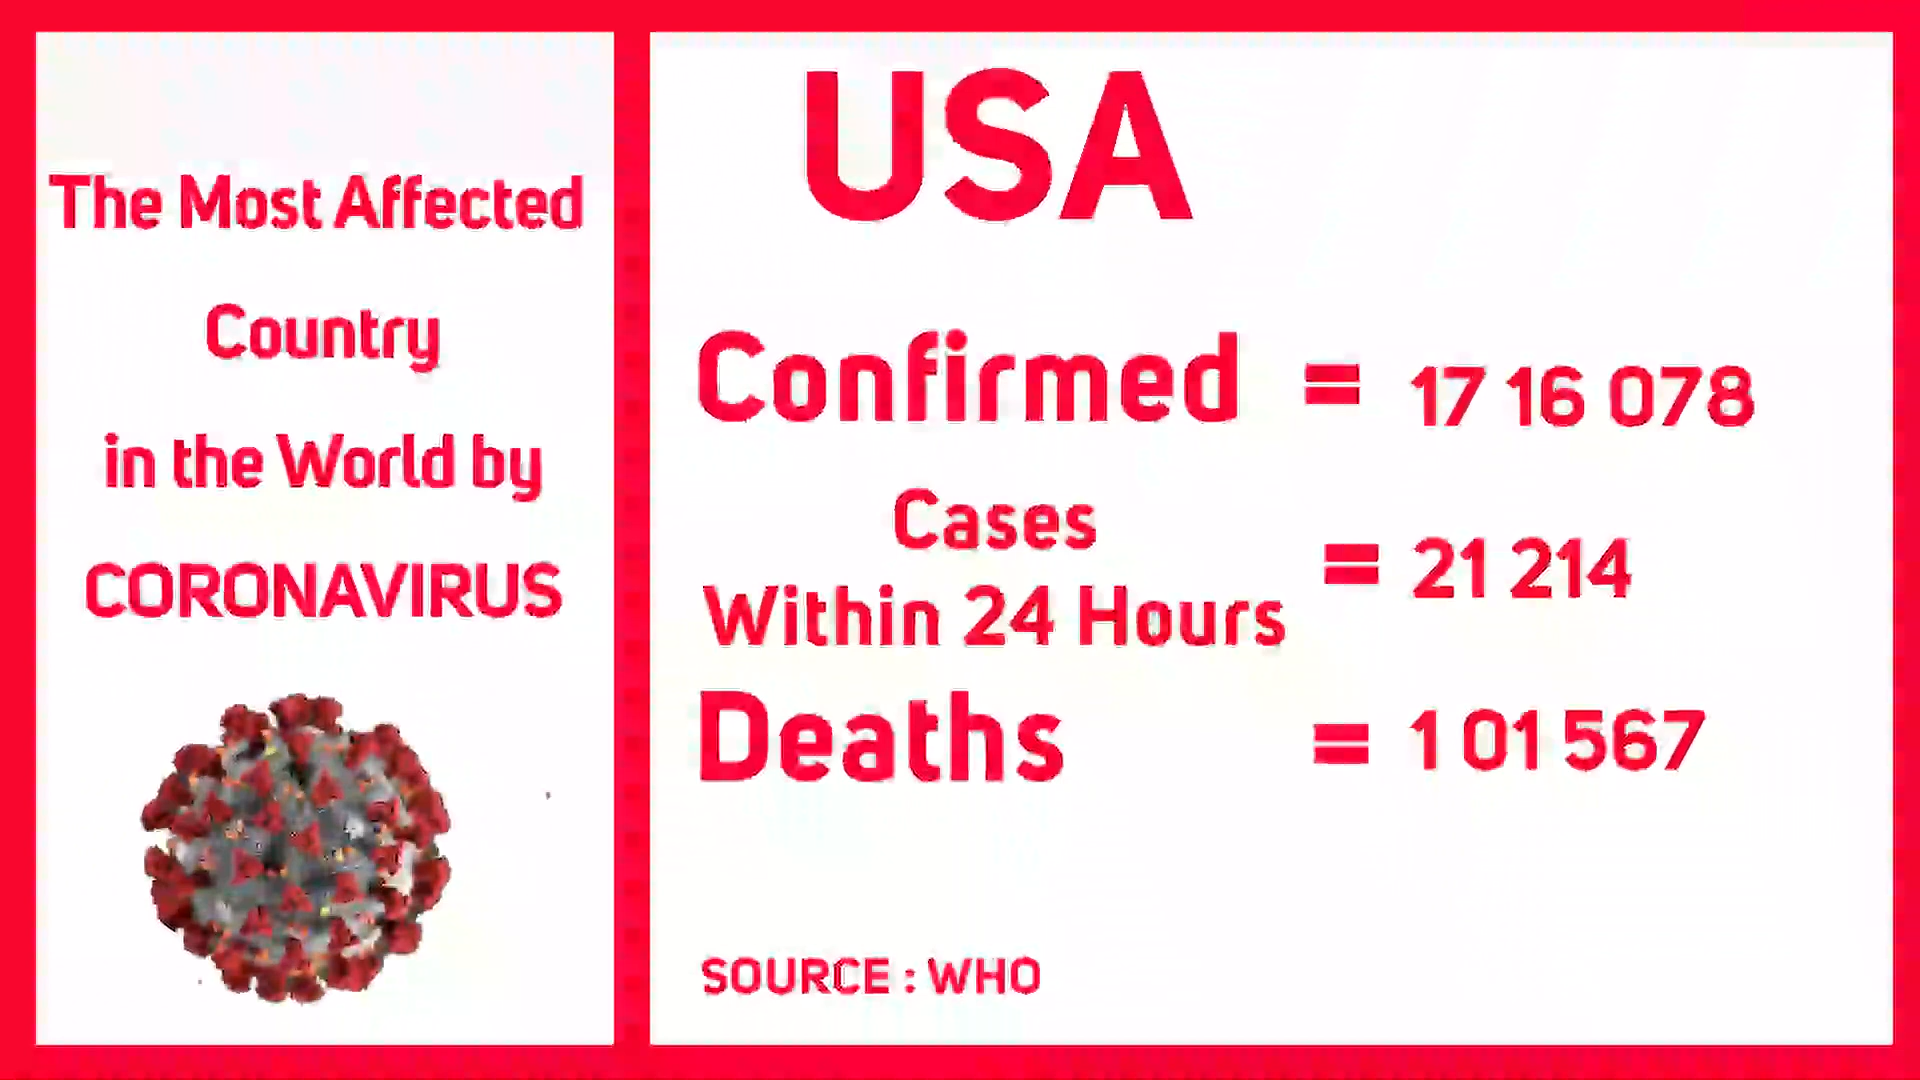 The Most Affected
Country
in the World by
CORONAVIRUS
USA
Confirmed = 17 16 078
Cases
Within 24 Hours = 21 214
Deaths = 1 01 567
SOURCE : WHO